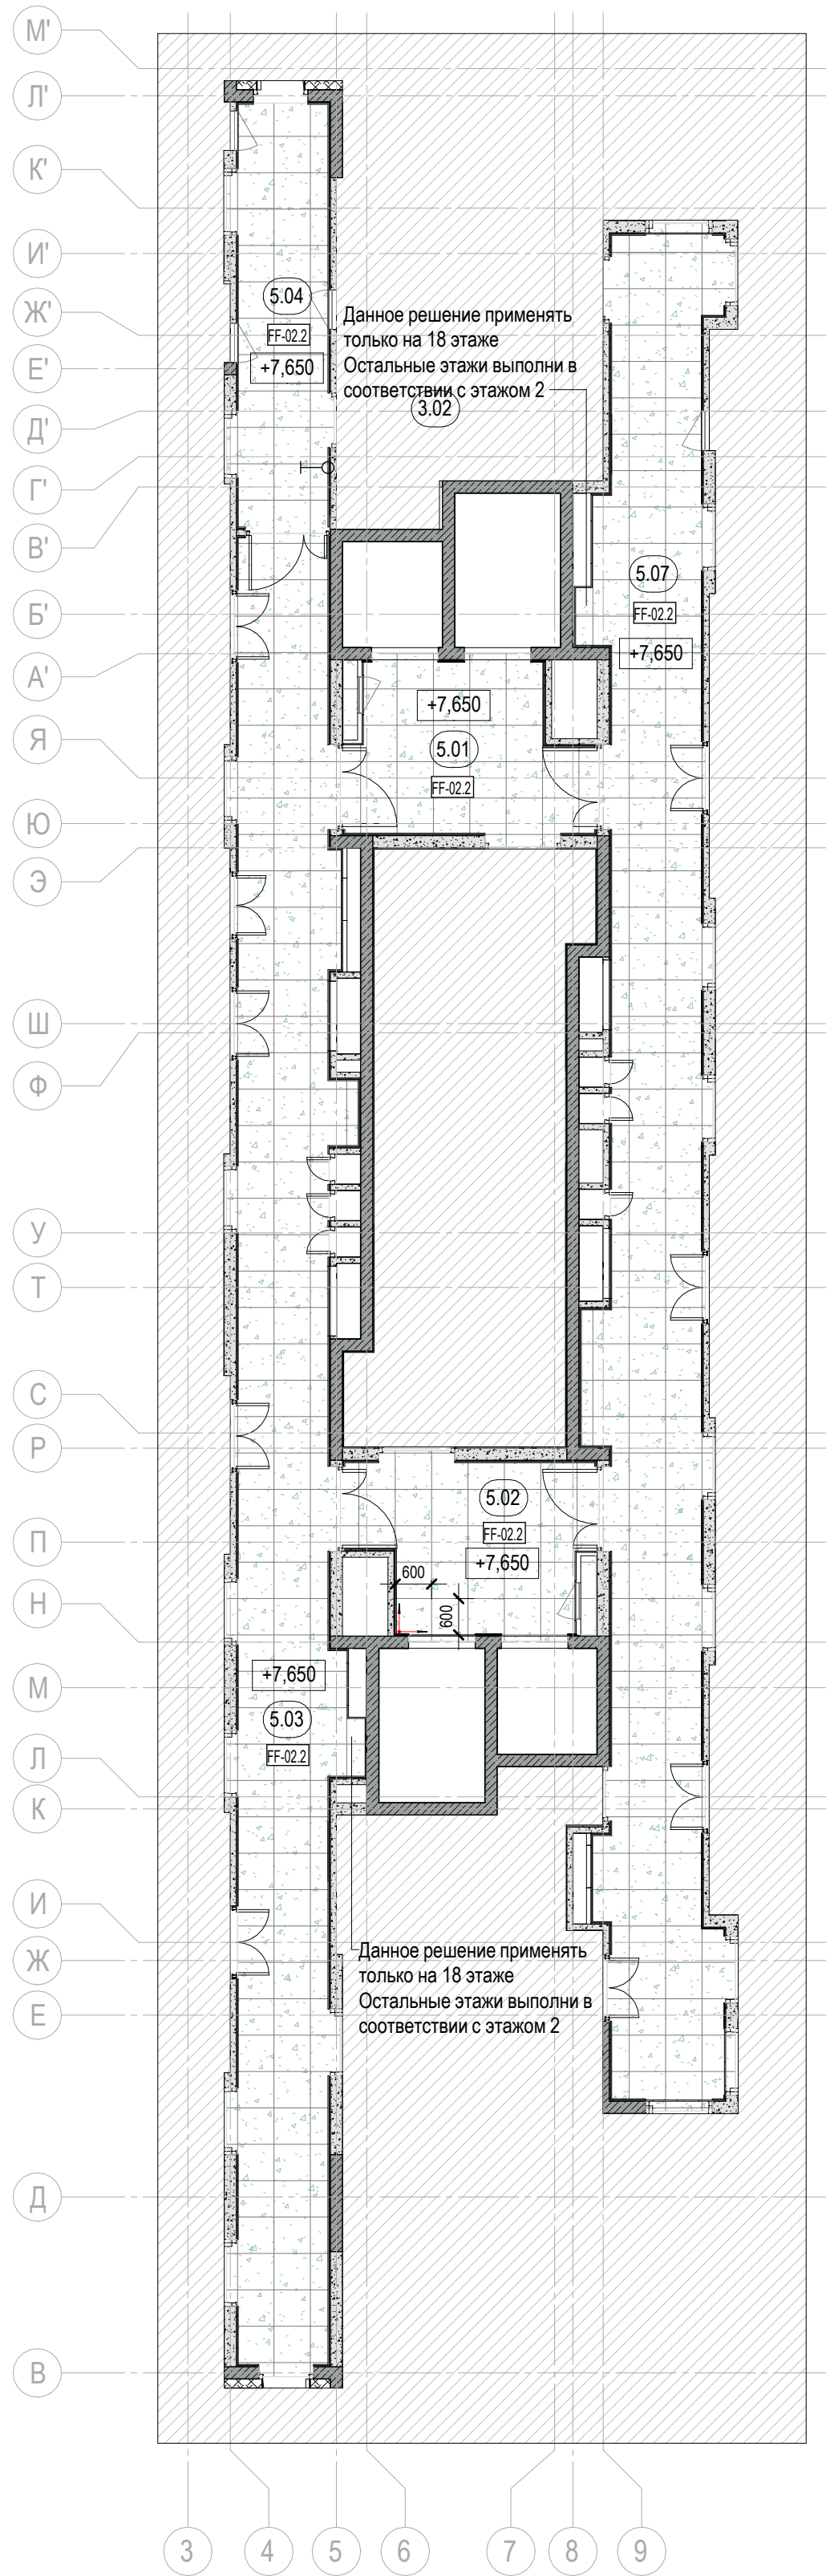 М'
Л'
К'
И'
Ж'
Е'
Д'
Г'
В'
Б'
А'
Я
Ю
Э
Ш
Ф
У
Т
С
Р
П
Н
М
Л
К
И
Ж
Е
Д
В
5.04
FF-02.2
+7,650
Данное решение применять
только на 18 этаже
Остальные этажи выполни в
соответствии с этажом 2
3.02
5.07
FF-02.2
+7,650
+7,650
5.01
FF-02.2
5.02
FF-02.2
+7,650
600
600
+7,650
5.03
FF-02.2
Данное решение применять
только на 18 этаже
Остальные этажи выполни в
соответствии с этажом 2
3
4
5
6
7
8
9